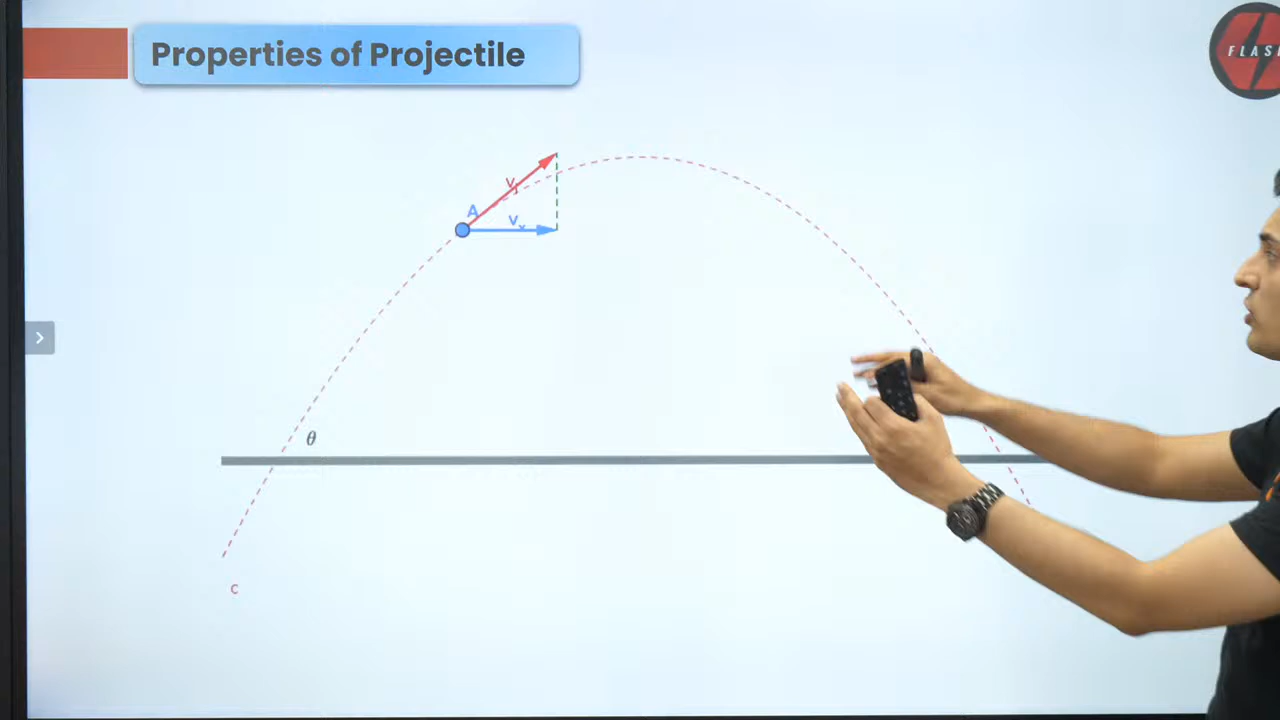 Properties of Projectile
FLAS
v
A
vₓ
θ
c